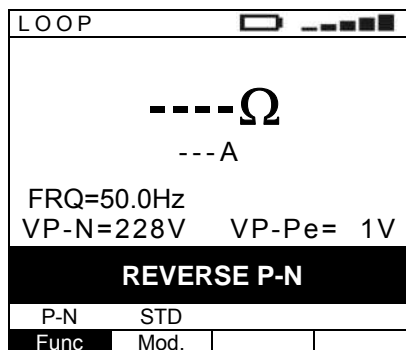 LOOP
----Ω
---A
FRQ=50.0Hz
VP-N=228V VP-Pe= 1V
REVERSE P-N
P-N STD
Func Mod.